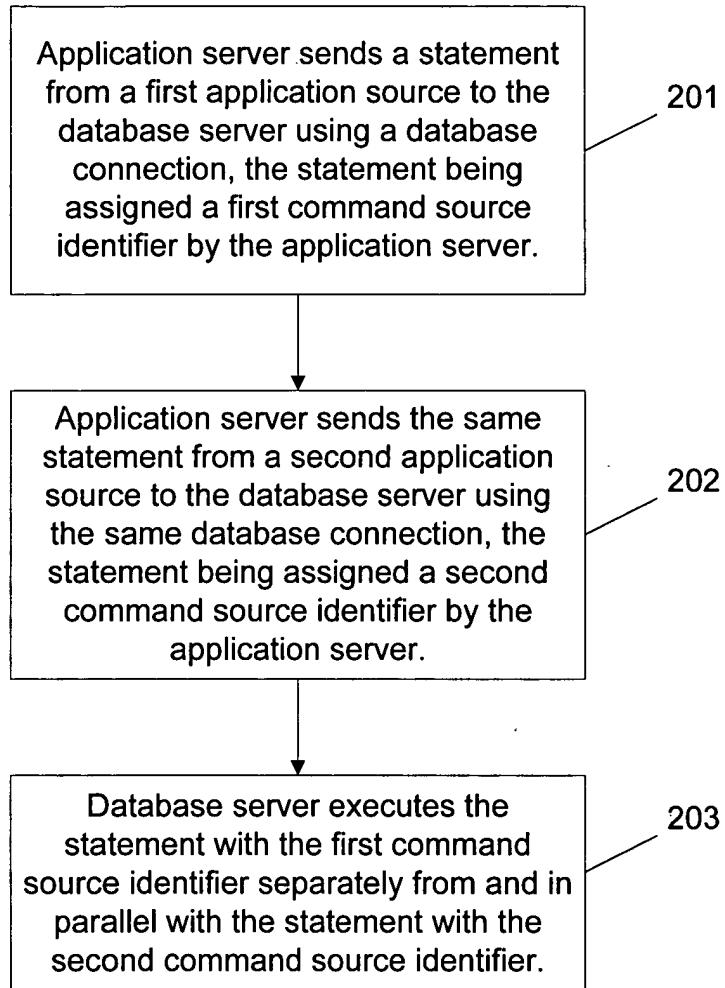 Application server sends a statement
from a first application source to the
database server using a database
connection, the statement being
assigned a first command source
identifier by the application server.
201
Application server sends the same
statement from a second application
source to the database server using
the same database connection, the
statement being assigned a second
command source identifier by the
application server.
202
Database server executes the
statement with the first command
source identifier separately from and in
parallel with the statement with the
second command source identifier.
203